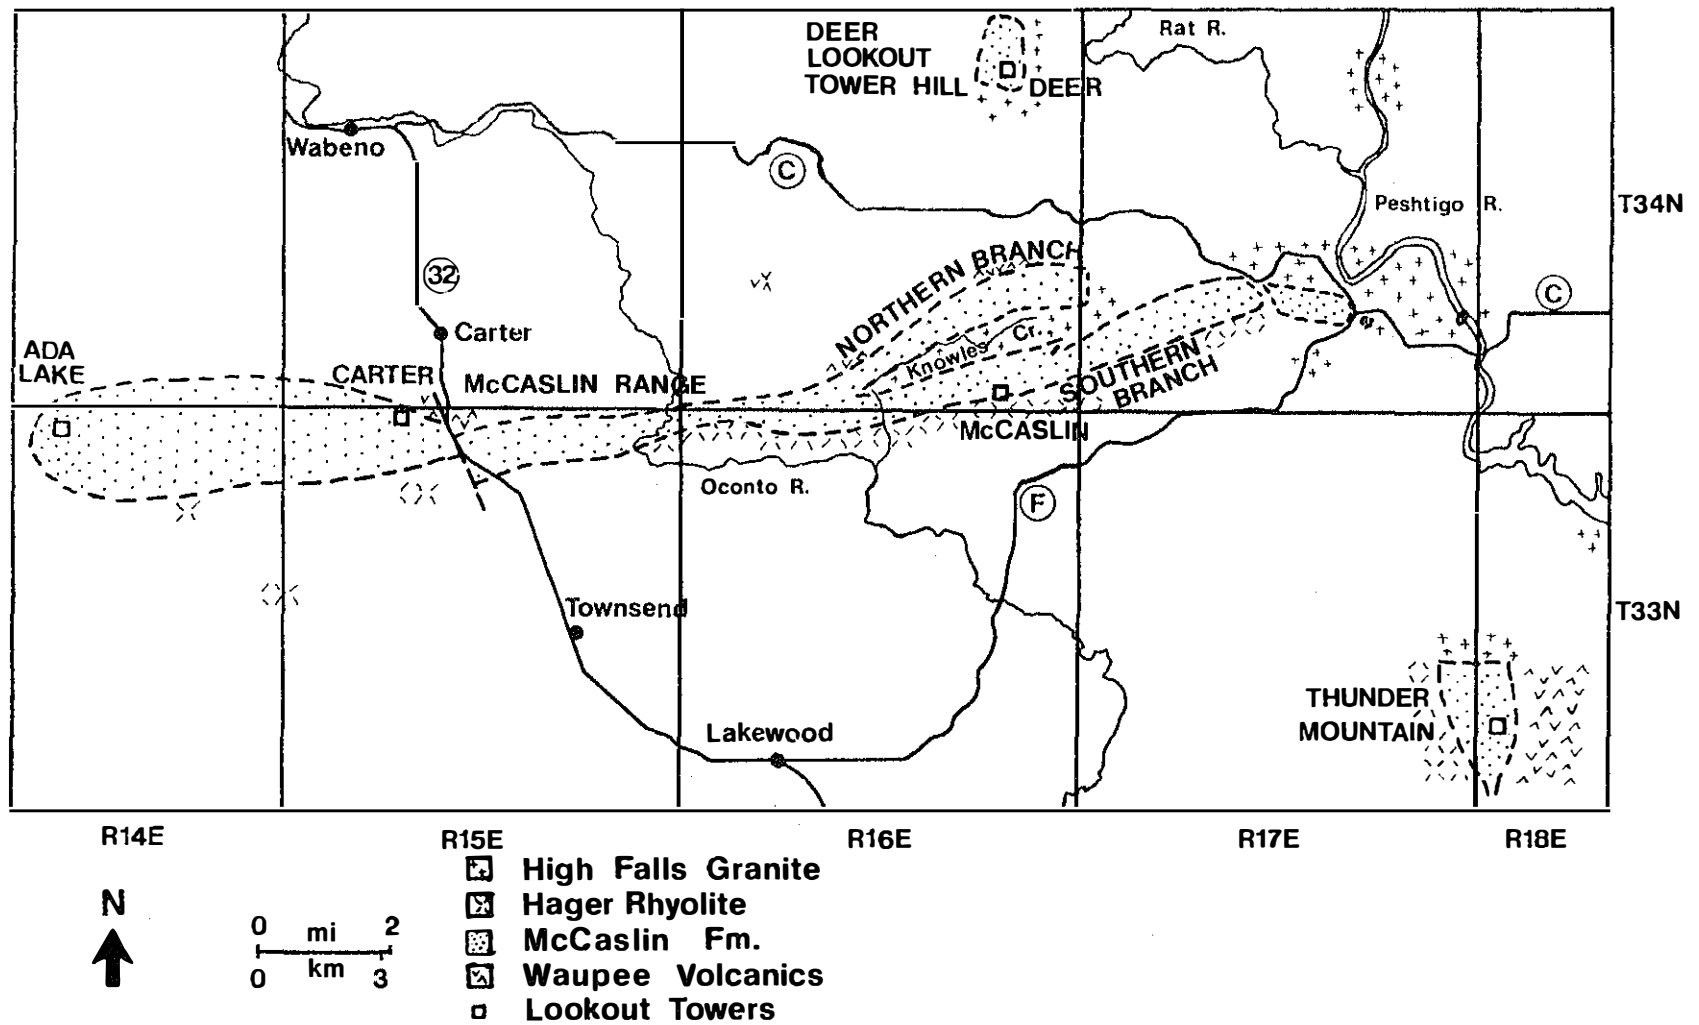 DEER
LOOKOUT
TOWER HILL
DEER
Rat R.
Wabeno
C
Peshtigo R.
T34N
32
NORTHERN BRANCH
C
Carter
Knowles Cr.
ADA
LAKE
CARTER
McCASLIN RANGE
SOUTHERN
BRANCH
McCASLIN
Oconto R.
F
Townsend
T33N
THUNDER
MOUNTAIN
Lakewood
R14E
R15E
R16E
R17E
R18E
High Falls Granite
Hager Rhyolite
McCaslin Fm.
Waupee Volcanics
Lookout Towers
N
0 mi 2
0 km 3